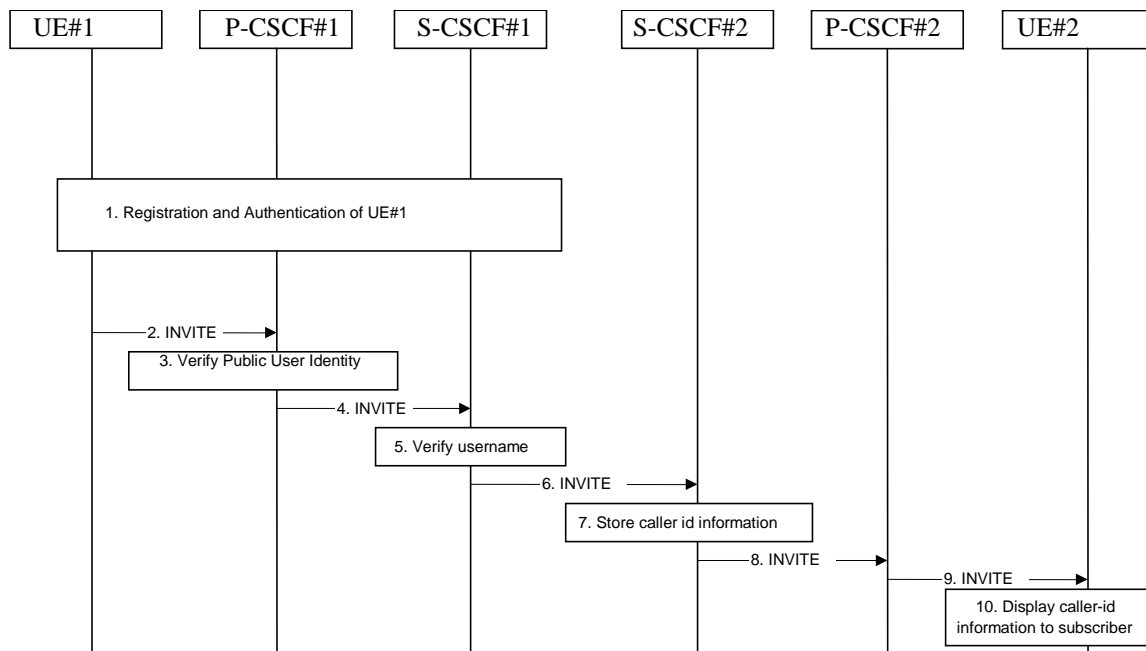 UE#1
P-CSCF#1
S-CSCF#1
S-CSCF#2
P-CSCF#2
UE#2
1. Registration and Authentication of UE#1
2. INVITE
3. Verify Public User Identity
4. INVITE
5. Verify username
6. INVITE
7. Store caller id information
8. INVITE
9. INVITE
10. Display caller-id
information to subscriber